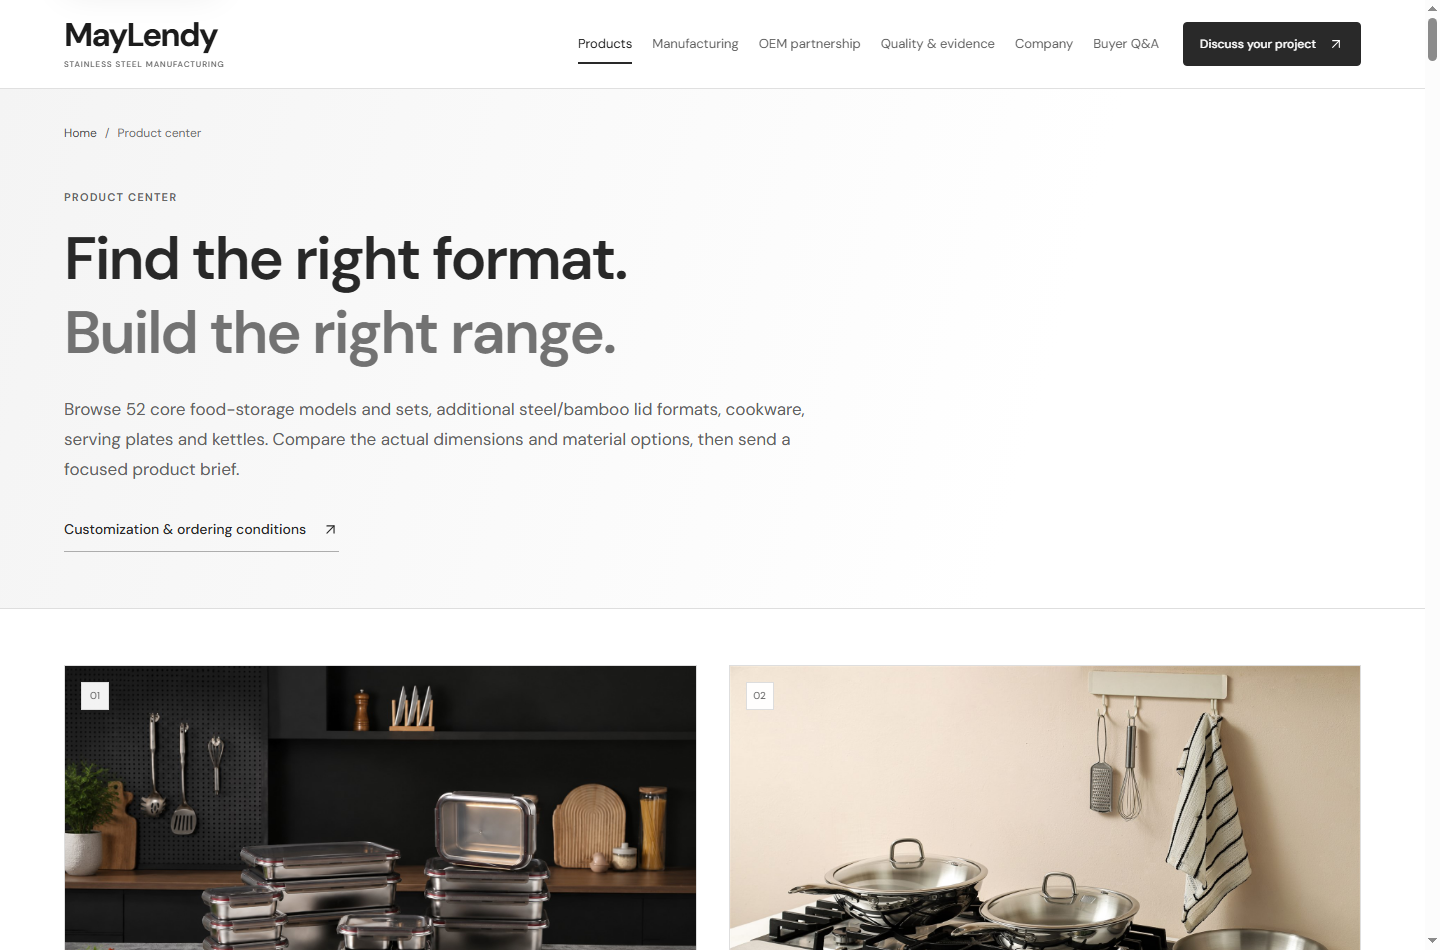 MayLendy
STAINLESS STEEL MANUFACTURING
Products
Manufacturing
OEM partnership
Quality & evidence
Company
Buyer Q&A
Discuss your project
Home / Product center
PRODUCT CENTER
Find the right format.
Build the right range.
Browse 52 core food-storage models and sets, additional steel/bamboo lid formats, cookware,
serving plates and kettles. Compare the actual dimensions and material options, then send a
focused product brief.
Customization & ordering conditions
01
02